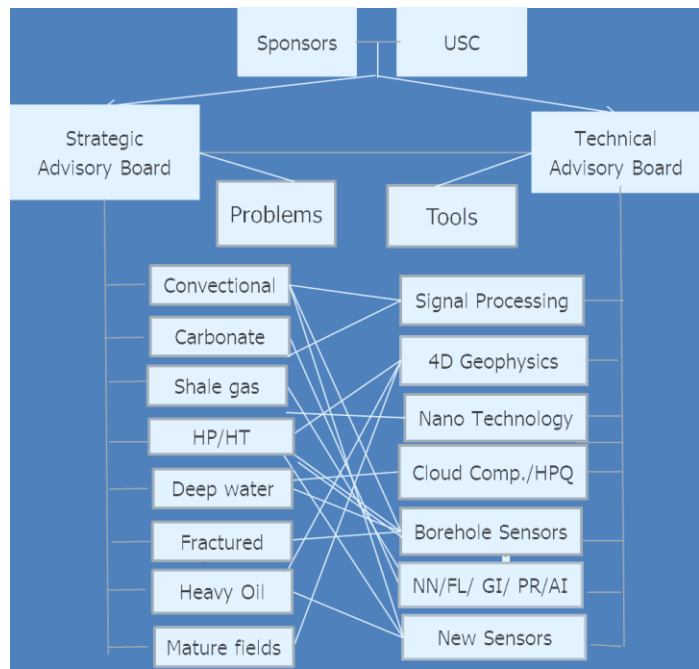 Sponsors
USC
Strategic
Advisory Board
Technical
Advisory Board
Problems
Tools
Convectional
Carbonate
Shale gas
HP/HT
Deep water
Fractured
Heavy Oil
Mature fields
Signal Processing
4D Geophysics
Nano Technology
Cloud Comp./HPQ
Borehole Sensors
NN/FL/ GI/ PR/AI
New Sensors